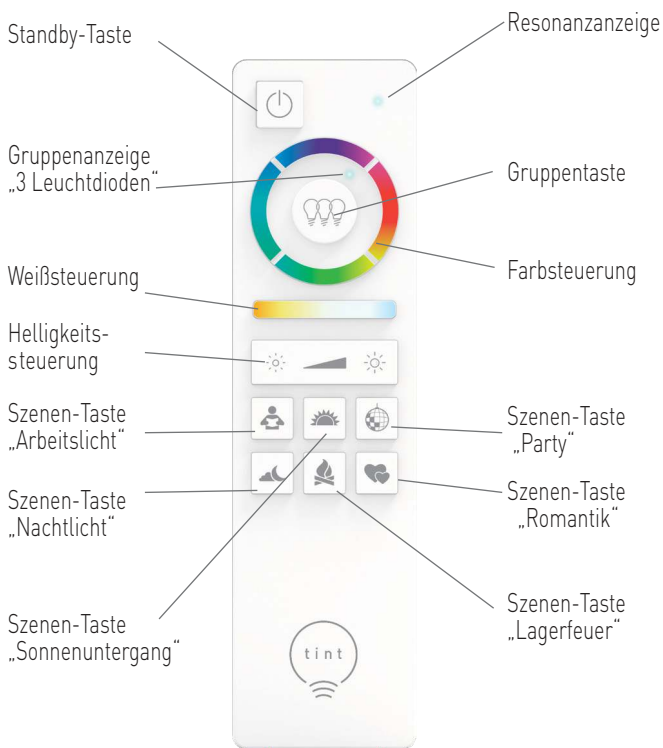 Standby-Taste
Resonanzanzeige
Gruppenanzeige
„3 Leuchtdioden“
Gruppentaste
Weißsteuerung
Farbsteuerung
Helligkeits-
steuerung
Szenen-Taste
„Arbeitslicht“
Szenen-Taste
„Party“
Szenen-Taste
„Nachtlicht“
Szenen-Taste
„Romantik“
Szenen-Taste
„Sonnenuntergang“
Szenen-Taste
„Lagerfeuer“
tint